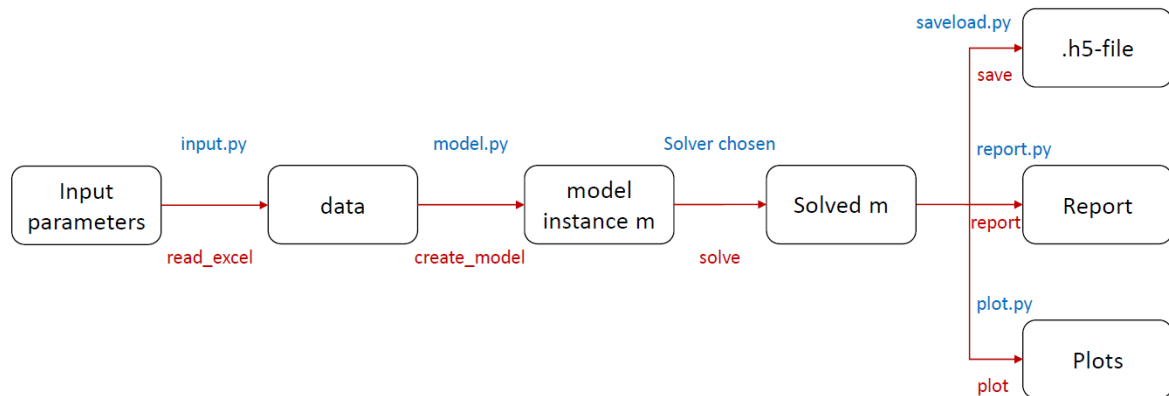 saveload.py
.h5-file
save
input.py
model.py
Solver chosen
report.py
Input
parameters
data
model
instance m
Solved m
Report
read_excel
create_model
solve
report
plot.py
Plots
plot